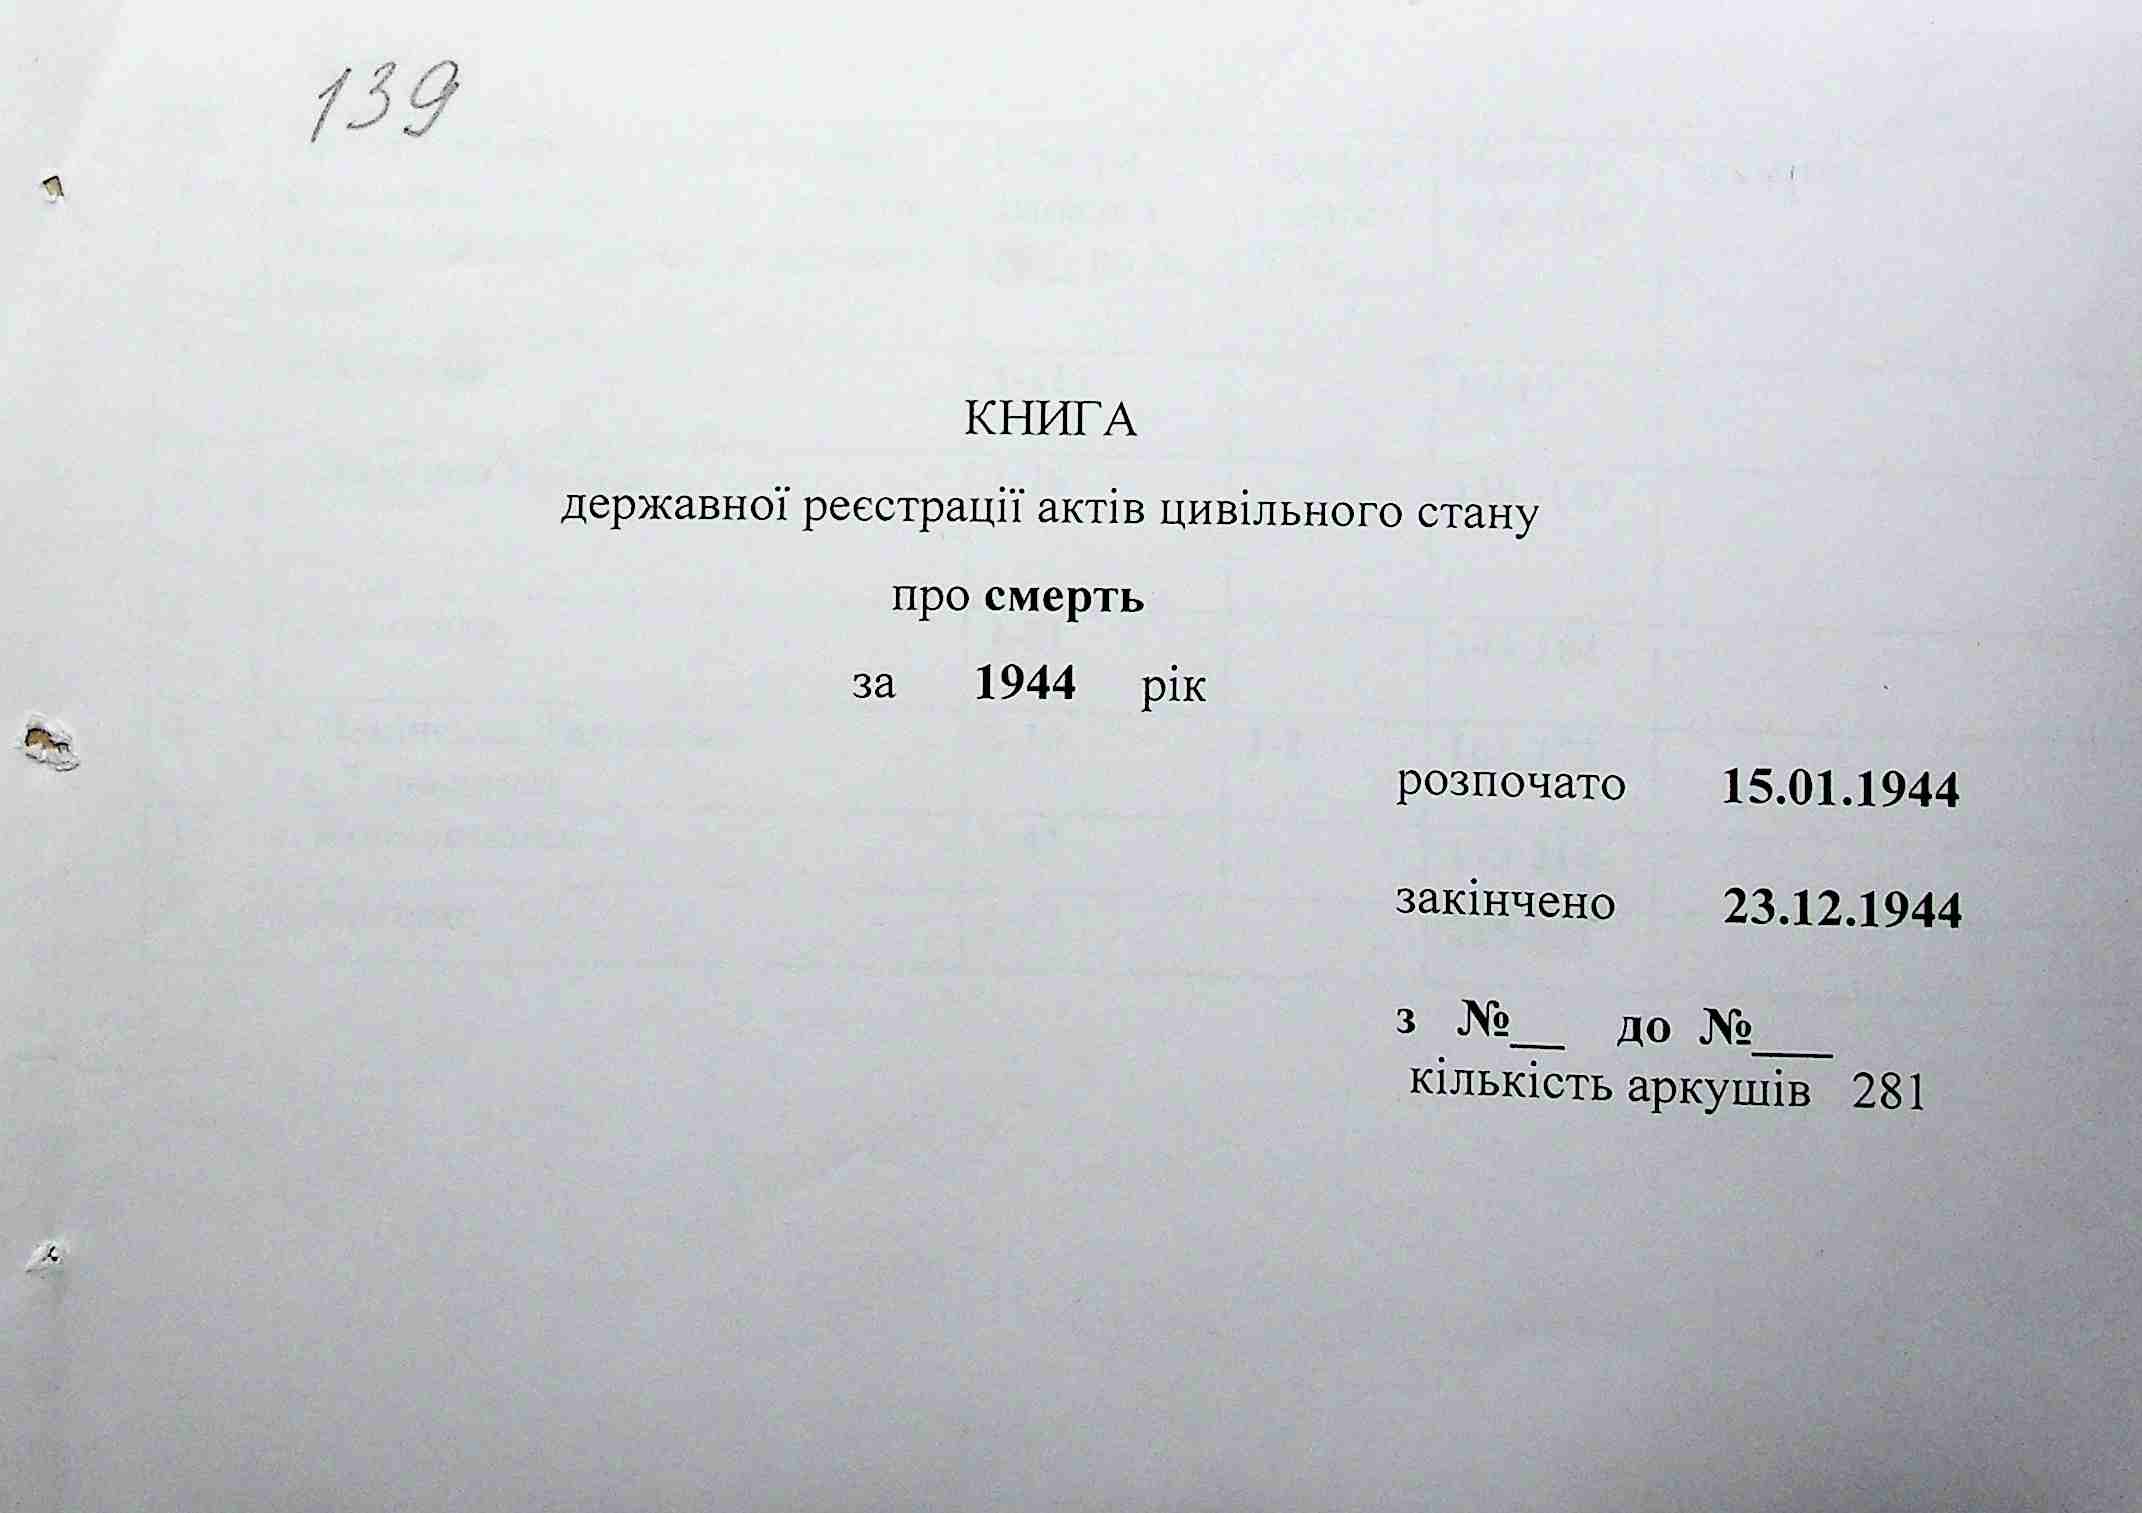 139
КНИГА
державної реєстрації актів цивільного стану
про смерть
за 1944 рік
розпочато 15.01.1944
закінчено 23.12.1944
з №__ до №___
кількість аркушів 281